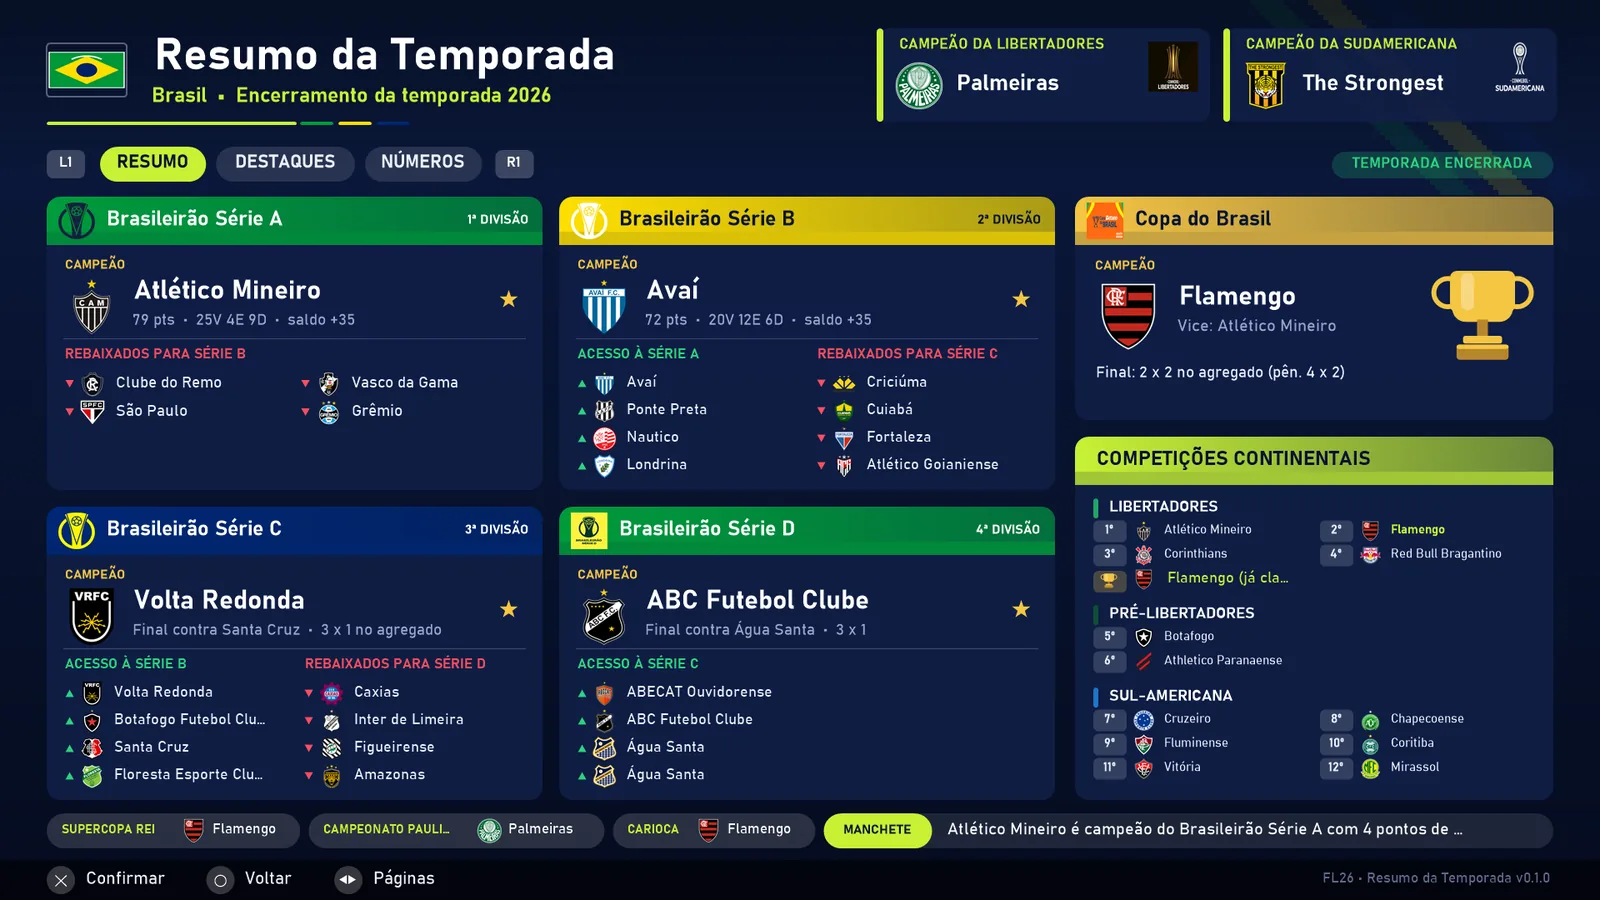 Resumo da Temporada
Brasil • Encerramento da temporada 2026
CAMPEÃO DA LIBERTADORES
Palmeiras
PALMEIRAS
LIBERTADORES
CAMPEÃO DA SUDAMERICANA
The Strongest
THE STRONGEST
SUDAMERICANA
L1
RESUMO
DESTAQUES
NÚMEROS
R1
TEMPORADA ENCERRADA
Brasileirão Série A
1ª DIVISÃO
CAMPEÃO
CAM
Atlético Mineiro
79 pts • 25V 4E 9D • saldo +35
REBAIXADOS PARA SÉRIE B
Clube do Remo
Vasco da Gama
São Paulo
Grêmio
Brasileirão Série B
2ª DIVISÃO
CAMPEÃO
AVAÍ F.C.
Avaí
72 pts • 20V 12E 6D • saldo +35
ACESSO À SÉRIE A
Avaí
Ponte Preta
Nautico
Londrina
REBAIXADOS PARA SÉRIE C
Criciúma
Cuiabá
Fortaleza
Atlético Goianiense
Copa do Brasil
CAMPEÃO
Flamengo
Vice: Atlético Mineiro
Final: 2 x 2 no agregado (pên. 4 x 2)
COMPETIÇÕES CONTINENTAIS
LIBERTADORES
1º Atlético Mineiro
2º Flamengo
3º Corinthians
4º Red Bull Bragantino
Flamengo (já cla...
PRÉ-LIBERTADORES
5º Botafogo
6º Athletico Paranaense
SUL-AMERICANA
7º Cruzeiro
8º Chapecoense
9º Fluminense
10º Coritiba
11º Vitória
12º Mirassol
Brasileirão Série C
3ª DIVISÃO
CAMPEÃO
VRFC
Volta Redonda
Final contra Santa Cruz • 3 x 1 no agregado
ACESSO À SÉRIE B
Volta Redonda
Botafogo Futebol Clu...
Santa Cruz
Floresta Esporte Clu...
REBAIXADOS PARA SÉRIE D
Caxias
Inter de Limeira
Figueirense
Amazonas
Brasileirão Série D
4ª DIVISÃO
CAMPEÃO
ABC F.C.
ABC Futebol Clube
Final contra Água Santa • 3 x 1
ACESSO À SÉRIE C
ABECAT Ouvidorense
ABC Futebol Clube
Água Santa
Água Santa
SUPERCOPA REI
Flamengo
CAMPEONATO PAULI...
Palmeiras
CARIOCA
Flamengo
MANCHETE
Atlético Mineiro é campeão do Brasileirão Série A com 4 pontos de ...
Confirmar
Voltar
Páginas
FL26 • Resumo da Temporada v0.1.0